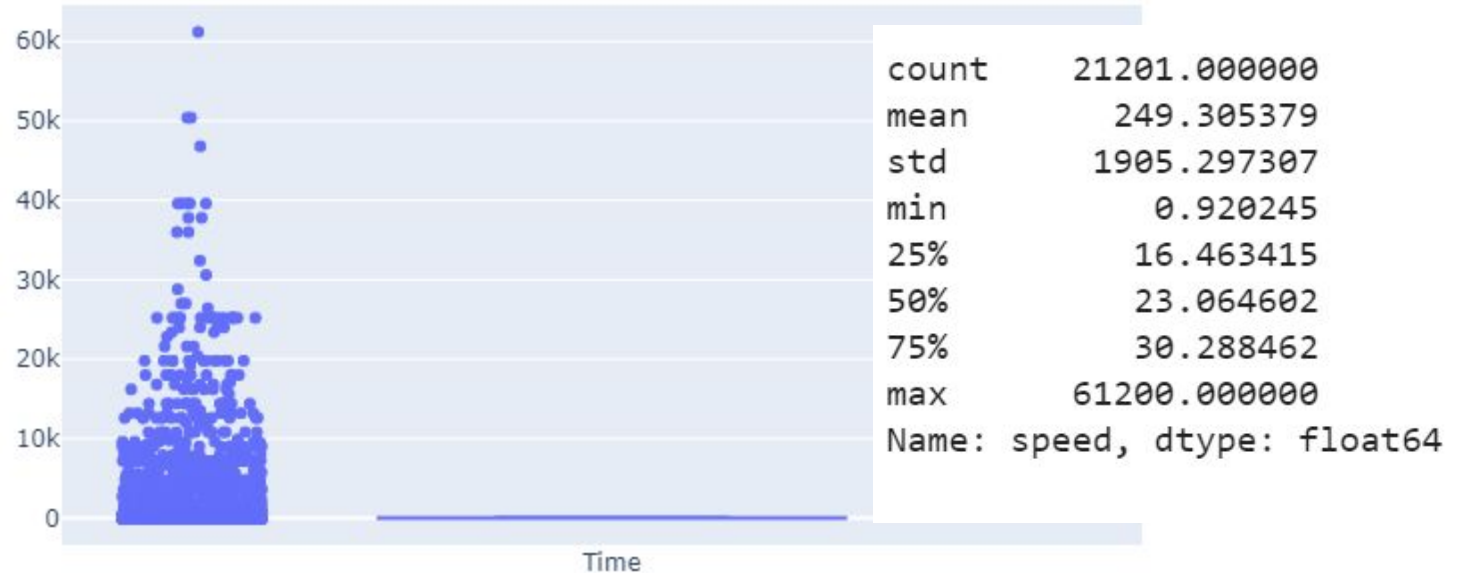 60k
50k
40k
30k
20k
10k
0
Time
count 21201.000000
mean 249.305379
std 1905.297307
min 0.920245
25% 16.463415
50% 23.064602
75% 30.288462
max 61200.000000
Name: speed, dtype: float64